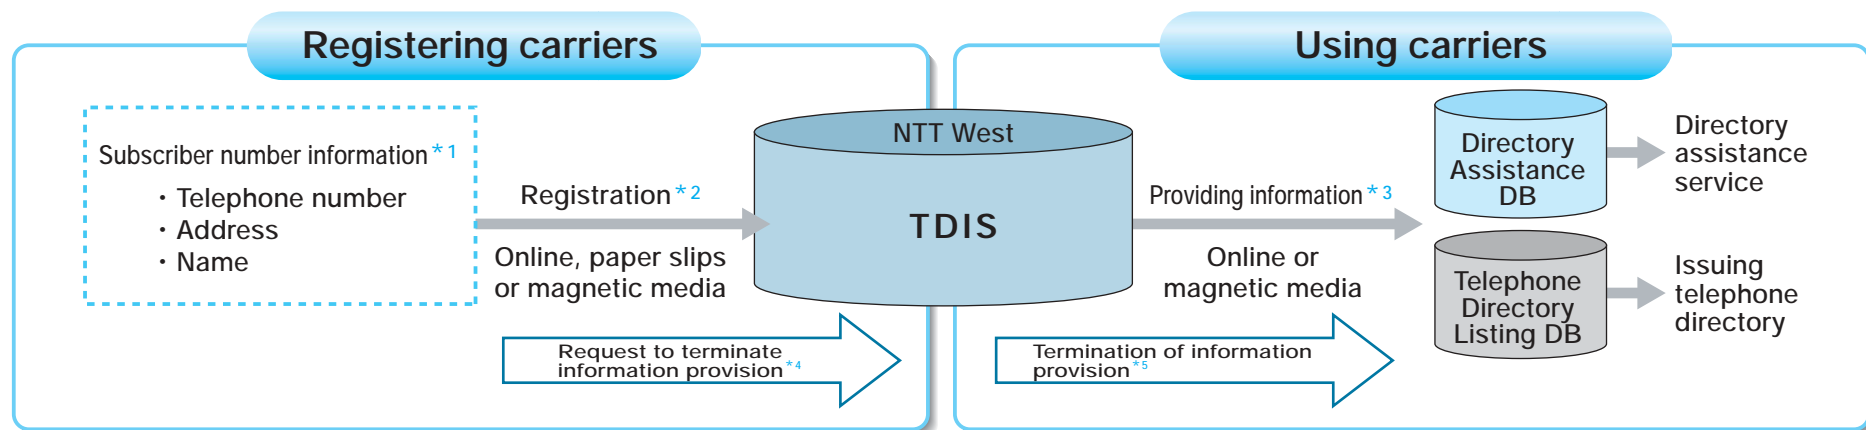 Registering carriers
Subscriber number information*1
・Telephone number
・Address
・Name
Registration*2
Online, paper slips
or magnetic media
Request to terminate
information provision*4
NTT West
TDIS
Using carriers
Providing information*3
Online or
magnetic media
Termination of information
provision*5
Directory
Assistance
DB
Directory
assistance
service
Telephone
Directory
Listing DB
Issuing
telephone
directory